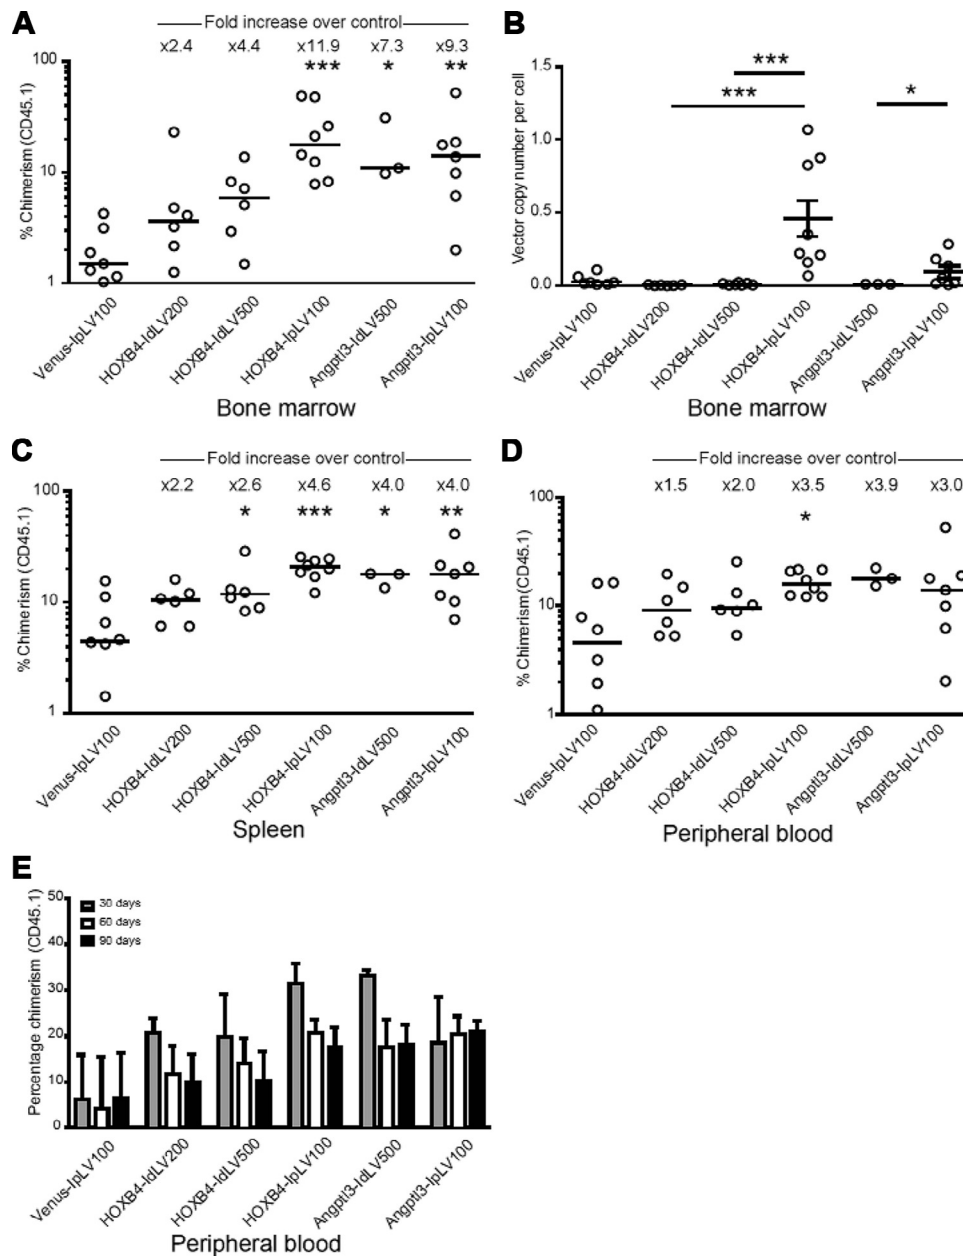 A
Fold increase over control
x2.4 x4.4 x11.9 x7.3 x9.3
*** * **
100
10
1
% Chimerism (CD45.1)
Venus-IpLV100
HOXB4-IdLV200
HOXB4-IdLV500
HOXB4-IpLV100
Angptl3-IdLV500
Angptl3-IpLV100
Bone marrow
B
***
***
*
1.5
1.0
0.5
0.0
Vector copy number per cell
Venus-IpLV100
HOXB4-IdLV200
HOXB4-IdLV500
HOXB4-IpLV100
Angptl3-IdLV500
Angptl3-IpLV100
Bone marrow
C
Fold increase over control
x2.2 x2.6 x4.6 x4.0 x4.0
* *** * **
100
10
1
% Chimerism (CD45.1)
Venus-IpLV100
HOXB4-IdLV200
HOXB4-IdLV500
HOXB4-IpLV100
Angptl3-IdLV500
Angptl3-IpLV100
Spleen
D
Fold increase over control
x1.5 x2.0 x3.5 x3.9 x3.0
*
100
10
1
% Chimerism (CD45.1)
Venus-IpLV100
HOXB4-IdLV200
HOXB4-IdLV500
HOXB4-IpLV100
Angptl3-IdLV500
Angptl3-IpLV100
Peripheral blood
E
50
40
30
20
10
0
Percentage chimerism (CD45.1)
30 days
60 days
90 days
Venus-IpLV100
HOXB4-IdLV200
HOXB4-IdLV500
HOXB4-IpLV100
Angptl3-IdLV500
Angptl3-IpLV100
Peripheral blood